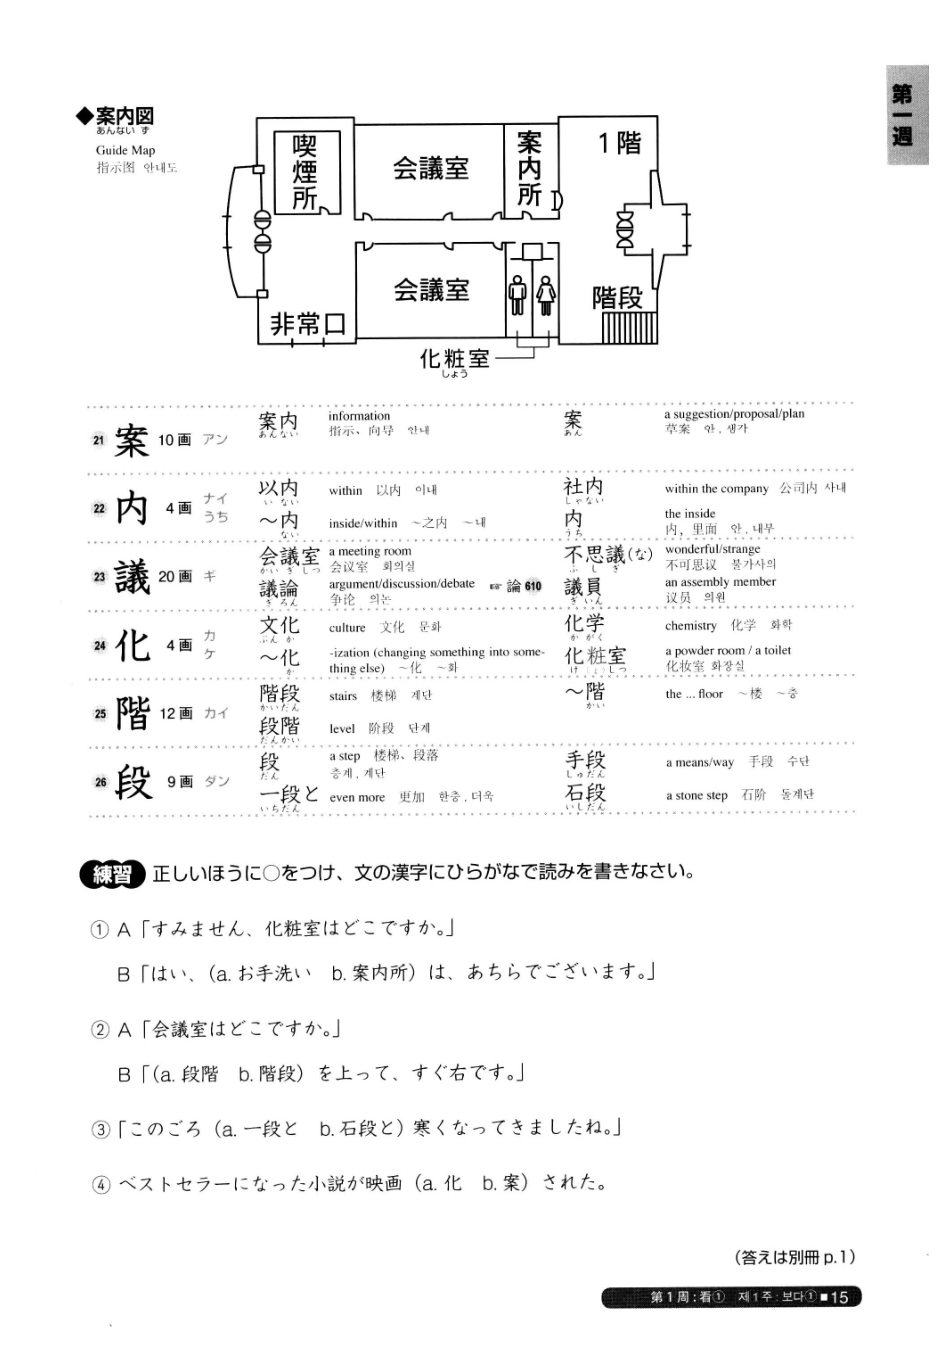 第一週
◆案内図
あんない ず
Guide Map
指示图 안내도
喫煙所
会議室
案内所
1階
会議室
階段
非常口
化粧室
しょう
21 案 10画 アン
案内 information
あんない 指示、向导 안내
案 a suggestion/proposal/plan
あん 草案 안, 생각
22 内 4画 ナイ うち
以内 within 以内 이내
い ない
～内 inside/within ～之内 ～내
ない
社内 within the company 公司内 사내
しゃない
内 the inside
うち 内，里面 안, 내부
23 議 20画 ギ
会議室 a meeting room
かい ぎ しつ 会议室 회의실
議論 argument/discussion/debate ☞ 論610
ぎ ろん 争论 의논
不思議(な) wonderful/strange
ふ し ぎ 不可思议 불가사의
議員 an assembly member
ぎ いん 议员 의원
24 化 4画 カ ケ
文化 culture 文化 문화
ぶん か
～化 -ization (changing something into some-
か thing else) ～化 ～화
化学 chemistry 化学 화학
か がく
化粧室 a powder room / a toilet
け しょうしつ 化妆室 화장실
25 階 12画 カイ
階段 stairs 楼梯 계단
かいだん
段階 level 阶段 단계
だんかい
～階 the ... floor ～楼 ～층
かい
26 段 9画 ダン
段 a step 楼梯、段落
だん 층계, 계단
一段と even more 更加 한층, 더욱
いちだん
手段 a means/way 手段 수단
しゅだん
石段 a stone step 石阶 돌계단
いしだん
練習 正しいほうに○をつけ、文の漢字にひらがなで読みを書きなさい。
① A「すみません、化粧室はどこですか。」
B「はい、（a. お手洗い　b. 案内所）は、あちらでございます。」
② A「会議室はどこですか。」
B「（a. 段階　b. 階段）を上って、すぐ右です。」
③「このごろ（a. 一段と　b. 石段と）寒くなってきましたね。」
④ ベストセラーになった小説が映画（a. 化　b. 案）された。
（答えは別冊 p.1）
第1周：看① 제1주 : 보다① ■ 15